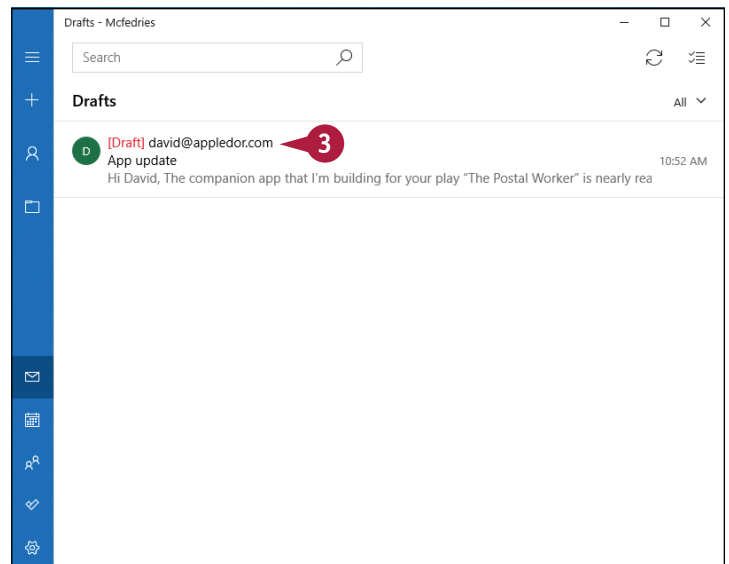 Drafts - Mcfedries
Search
Drafts
All
D
[Draft] david@appledor.com
3
App update
10:52 AM
Hi David, The companion app that I'm building for your play "The Postal Worker" is nearly rea